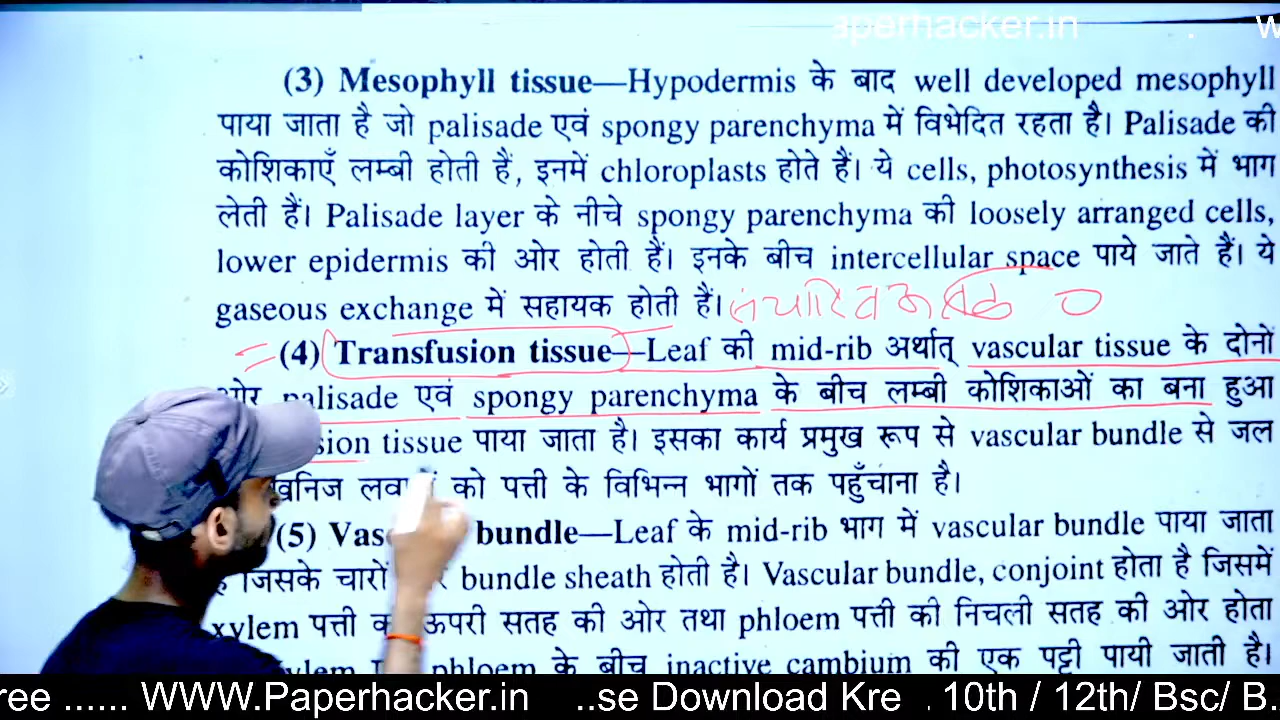 aperhacker.in . w
(3) Mesophyll tissue—Hypodermis के बाद well developed mesophyll
पाया जाता है जो palisade एवं spongy parenchyma में विभेदित रहता है। Palisade की
कोशिकाएँ लम्बी होती हैं, इनमें chloroplasts होते हैं। ये cells, photosynthesis में भाग
लेती हैं। Palisade layer के नीचे spongy parenchyma की loosely arranged cells,
lower epidermis की ओर होती हैं। इनके बीच intercellular space पाये जाते हैं। ये
gaseous exchange में सहायक होती हैं।
(4) Transfusion tissue—Leaf की mid-rib अर्थात् vascular tissue के दोनों
palisade एवं spongy parenchyma के बीच लम्बी कोशिकाओं का बना हुआ
sion tissue पाया जाता है। इसका कार्य प्रमुख रूप से vascular bundle से जल
को पत्ती के विभिन्न भागों तक पहुँचाना है।
(5) Vas bundle—Leaf के mid-rib भाग में vascular bundle पाया जाता
जिसके चारों bundle sheath होती है। Vascular bundle, conjoint होता है जिसमें
xylem पत्ती ऊपरी सतह की ओर तथा phloem पत्ती की निचली सतह की ओर होता
phloem के बीच inactive cambium की एक पट्टी पायी जाती है।
ree ...... WWW.Paperhacker.in ..se Download Kre . 10th / 12th/ Bsc/ B.